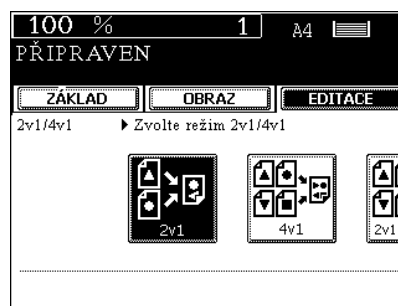 100 % 1 A4
PŘIPRAVEN
ZÁKLAD OBRAZ EDITACE
2v1/4v1 Zvolte režim 2v1/4v1
2v1 4v1 2v1